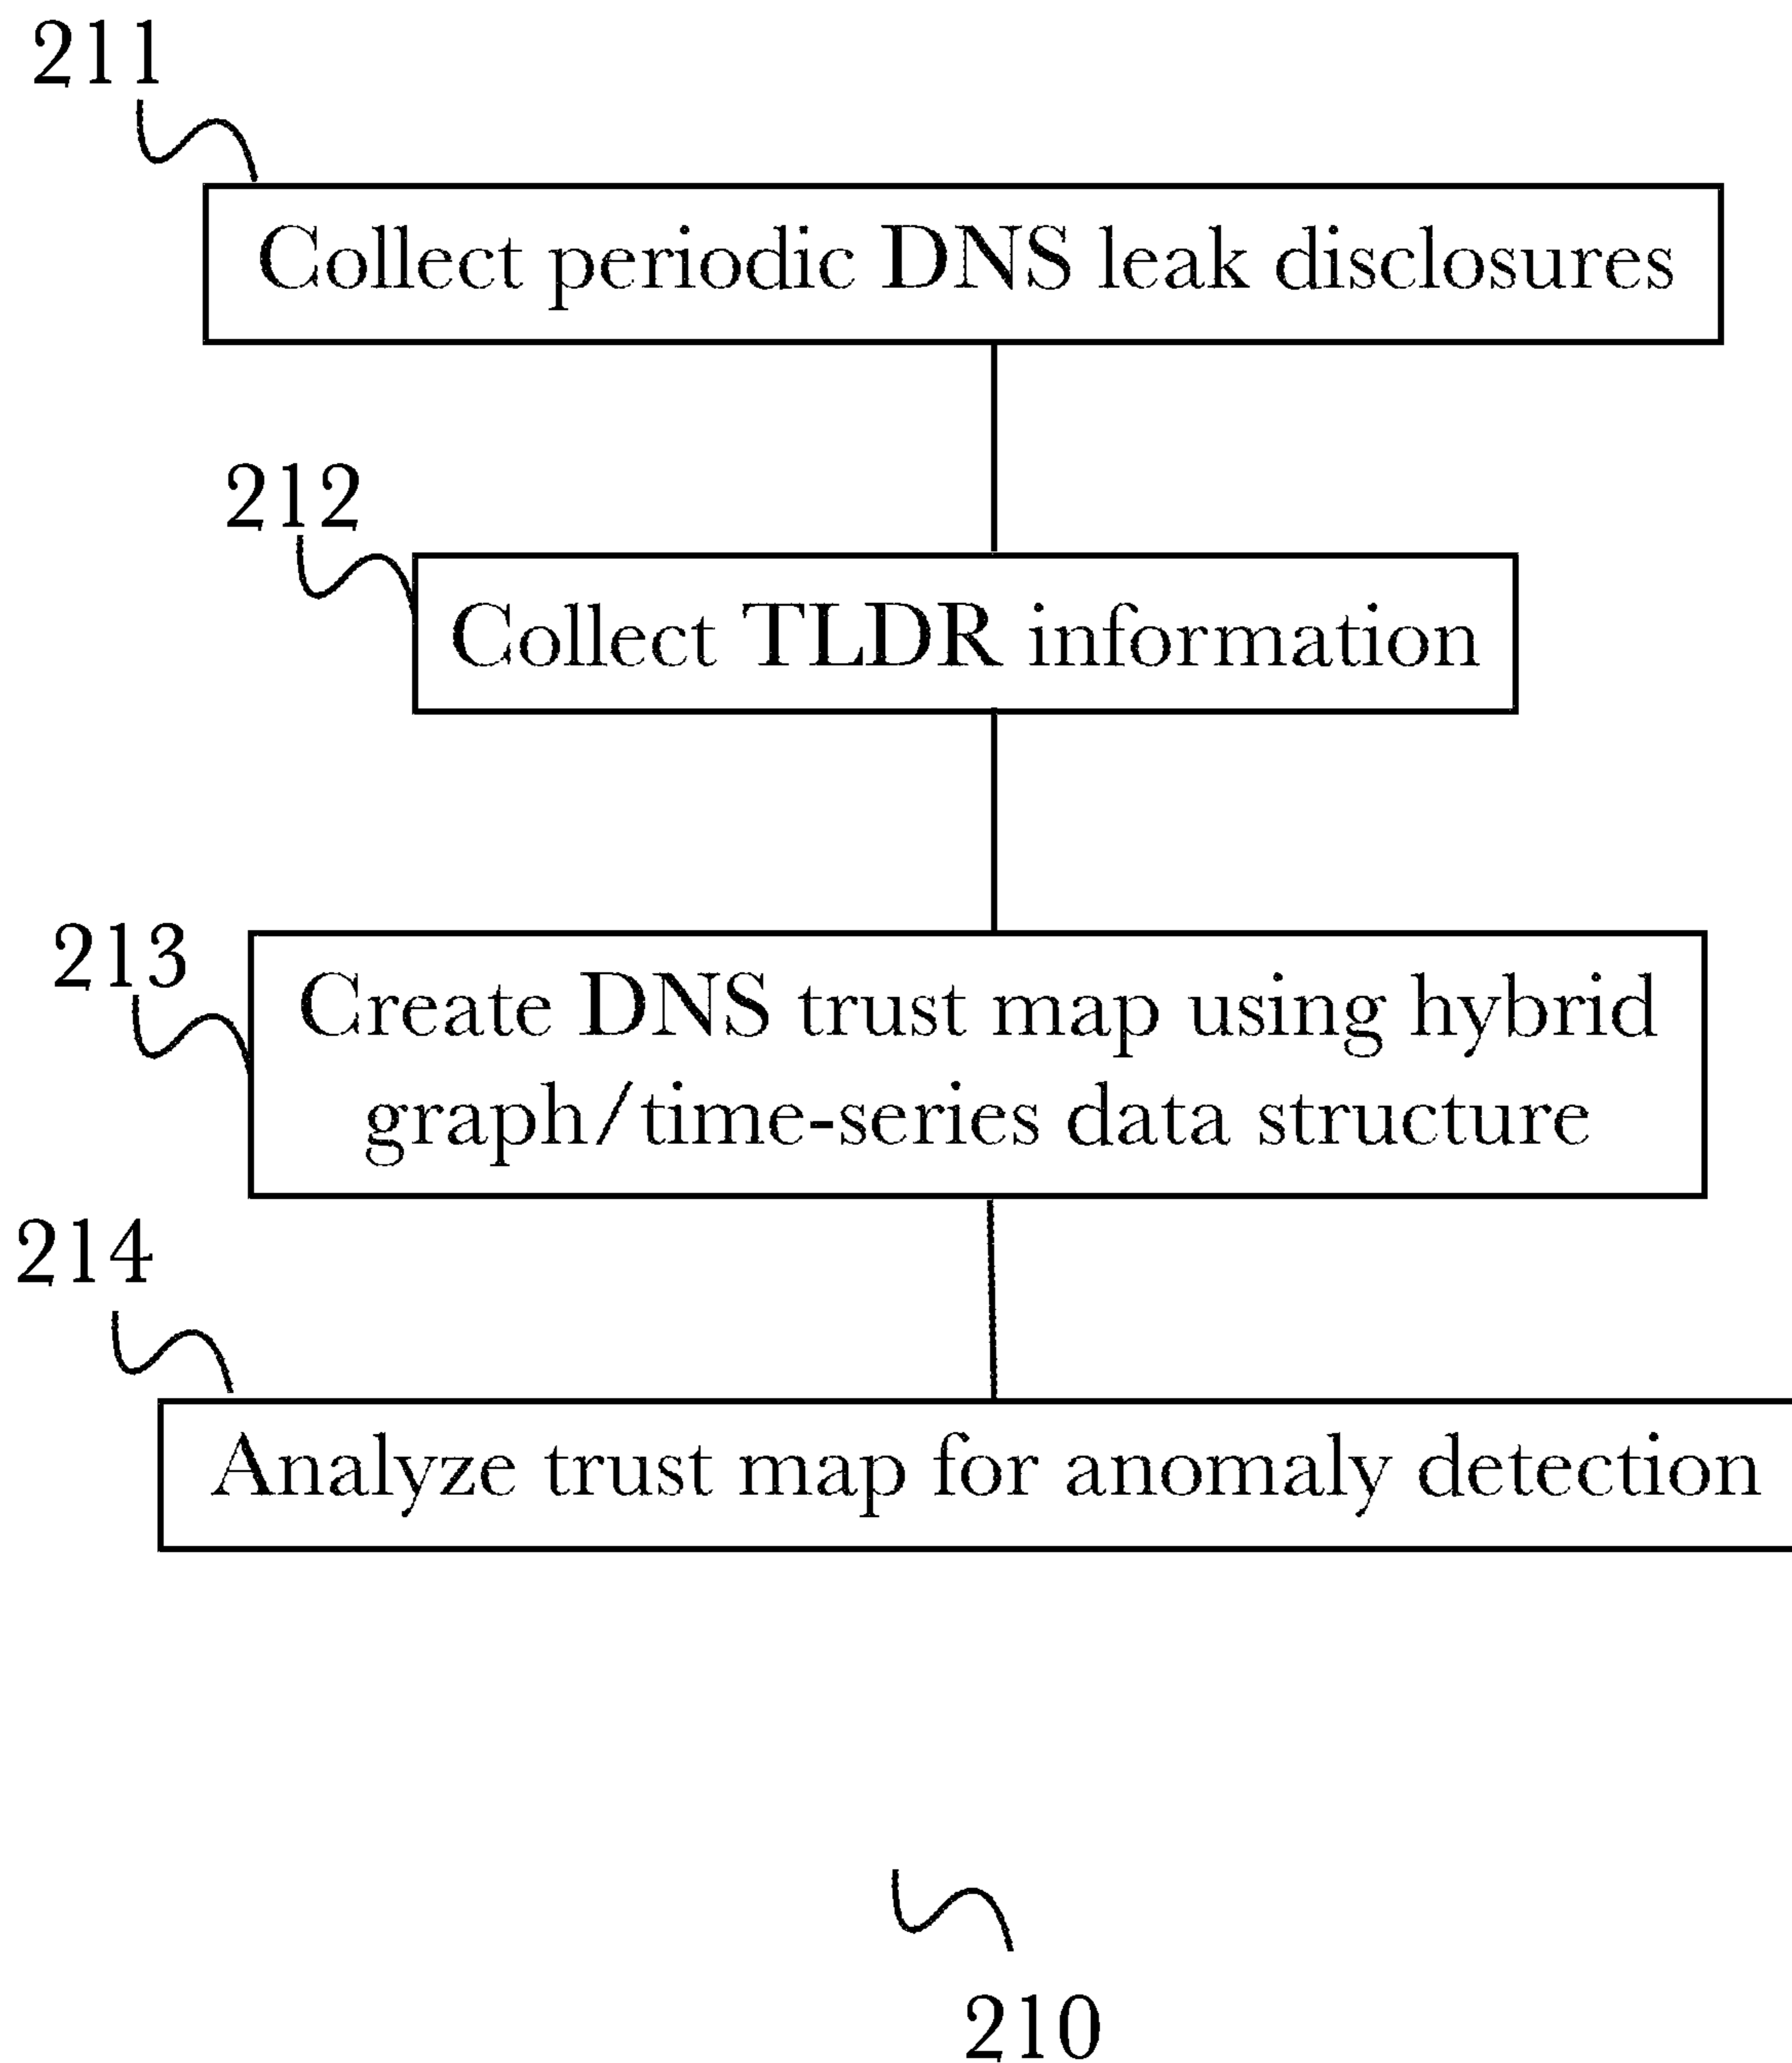 211
Collect periodic DNS leak disclosures
212
Collect TLDR information
213
Create DNS trust map using hybrid
graph/time-series data structure
214
Analyze trust map for anomaly detection
210